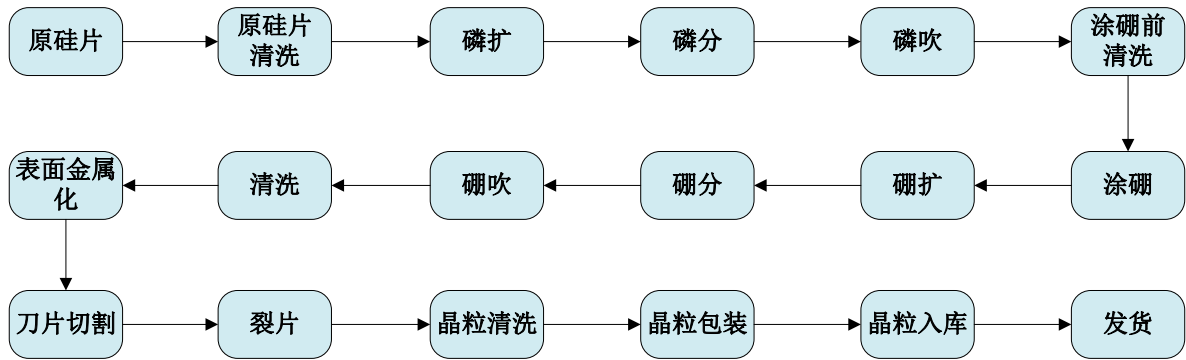 原硅片
原硅片
清洗
磷扩
磷分
磷吹
涂硼前
清洗
涂硼
硼扩
硼分
硼吹
清洗
表面金属
化
刀片切割
裂片
晶粒清洗
晶粒包装
晶粒入库
发货